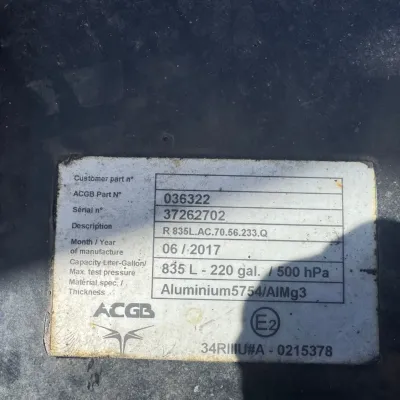 Customer part n°
ACGB Part N° 036322
Serial n° 37262702
Description R 835L.AC.70.56.233.Q
Month / Year
of manufacture 06 / 2017
Capacity Liter-Gallon/ 835 L - 220 gal. / 500 hPa
Max. test pressure
Material spec. / Aluminium5754/AlMg3
Thickness
ACGB
E2
34RIIIU#A - 0215378